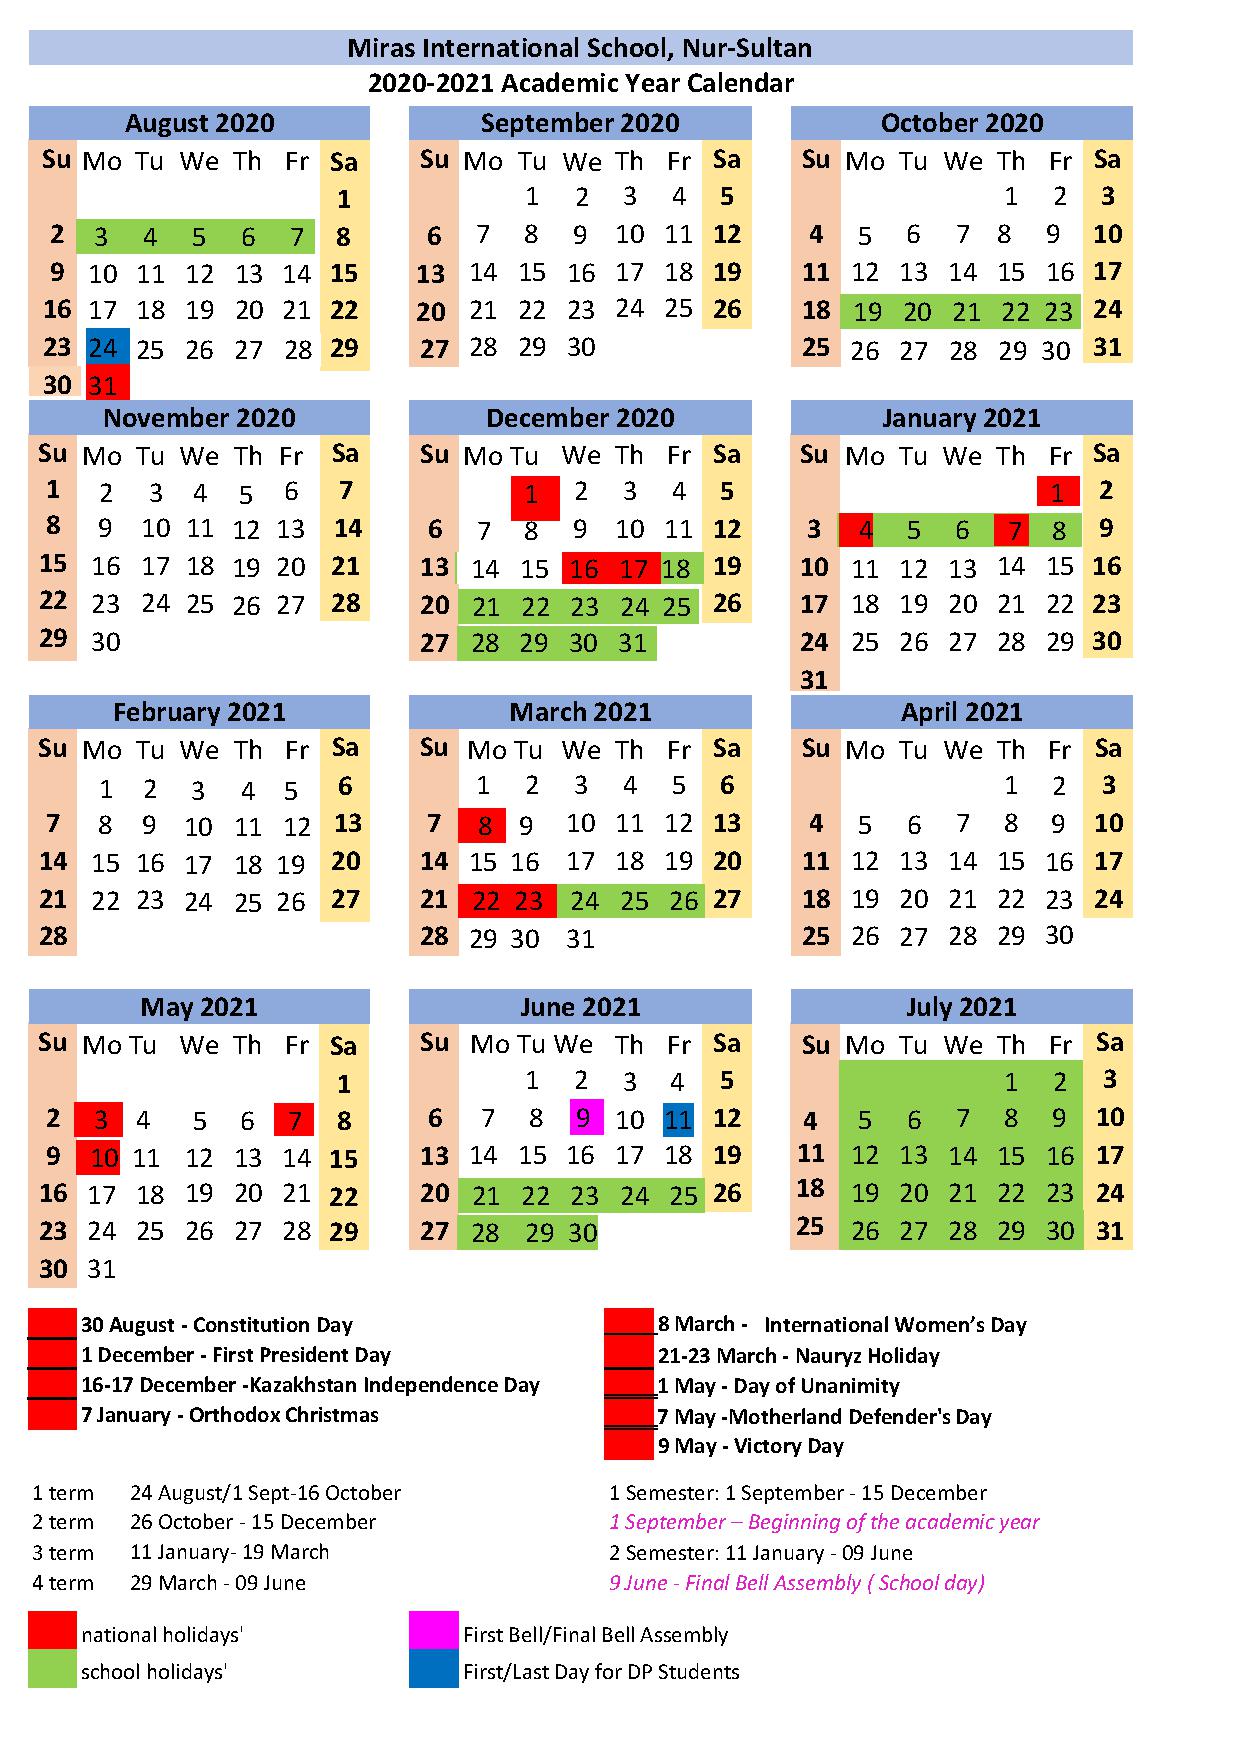 Miras International School, Nur-Sultan
2020-2021 Academic Year Calendar
August 2020
Su Mo Tu We Th Fr Sa
1
2 3 4 5 6 7 8
9 10 11 12 13 14 15
16 17 18 19 20 21 22
23 24 25 26 27 28 29
30 31
September 2020
Su Mo Tu We Th Fr Sa
1 2 3 4 5
6 7 8 9 10 11 12
13 14 15 16 17 18 19
20 21 22 23 24 25 26
27 28 29 30
October 2020
Su Mo Tu We Th Fr Sa
1 2 3
4 5 6 7 8 9 10
11 12 13 14 15 16 17
18 19 20 21 22 23 24
25 26 27 28 29 30 31
November 2020
Su Mo Tu We Th Fr Sa
1 2 3 4 5 6 7
8 9 10 11 12 13 14
15 16 17 18 19 20 21
22 23 24 25 26 27 28
29 30
December 2020
Su Mo Tu We Th Fr Sa
1 2 3 4 5
6 7 8 9 10 11 12
13 14 15 16 17 18 19
20 21 22 23 24 25 26
27 28 29 30 31
January 2021
Su Mo Tu We Th Fr Sa
1 2
3 4 5 6 7 8 9
10 11 12 13 14 15 16
17 18 19 20 21 22 23
24 25 26 27 28 29 30
31
February 2021
Su Mo Tu We Th Fr Sa
1 2 3 4 5 6
7 8 9 10 11 12 13
14 15 16 17 18 19 20
21 22 23 24 25 26 27
28
March 2021
Su Mo Tu We Th Fr Sa
1 2 3 4 5 6
7 8 9 10 11 12 13
14 15 16 17 18 19 20
21 22 23 24 25 26 27
28 29 30 31
April 2021
Su Mo Tu We Th Fr Sa
1 2 3
4 5 6 7 8 9 10
11 12 13 14 15 16 17
18 19 20 21 22 23 24
25 26 27 28 29 30
May 2021
Su Mo Tu We Th Fr Sa
1
2 3 4 5 6 7 8
9 10 11 12 13 14 15
16 17 18 19 20 21 22
23 24 25 26 27 28 29
30 31
June 2021
Su Mo Tu We Th Fr Sa
1 2 3 4 5
6 7 8 9 10 11 12
13 14 15 16 17 18 19
20 21 22 23 24 25 26
27 28 29 30
July 2021
Su Mo Tu We Th Fr Sa
1 2 3
4 5 6 7 8 9 10
11 12 13 14 15 16 17
18 19 20 21 22 23 24
25 26 27 28 29 30 31
30 August - Constitution Day
1 December - First President Day
16-17 December -Kazakhstan Independence Day
7 January - Orthodox Christmas
8 March - International Women’s Day
21-23 March - Nauryz Holiday
1 May - Day of Unanimity
7 May -Motherland Defender's Day
9 May - Victory Day
1 term 24 August/1 Sept-16 October
2 term 26 October - 15 December
3 term 11 January- 19 March
4 term 29 March - 09 June
1 Semester: 1 September - 15 December
1 September – Beginning of the academic year
2 Semester: 11 January - 09 June
9 June - Final Bell Assembly ( School day)
national holidays'
school holidays'
First Bell/Final Bell Assembly
First/Last Day for DP Students